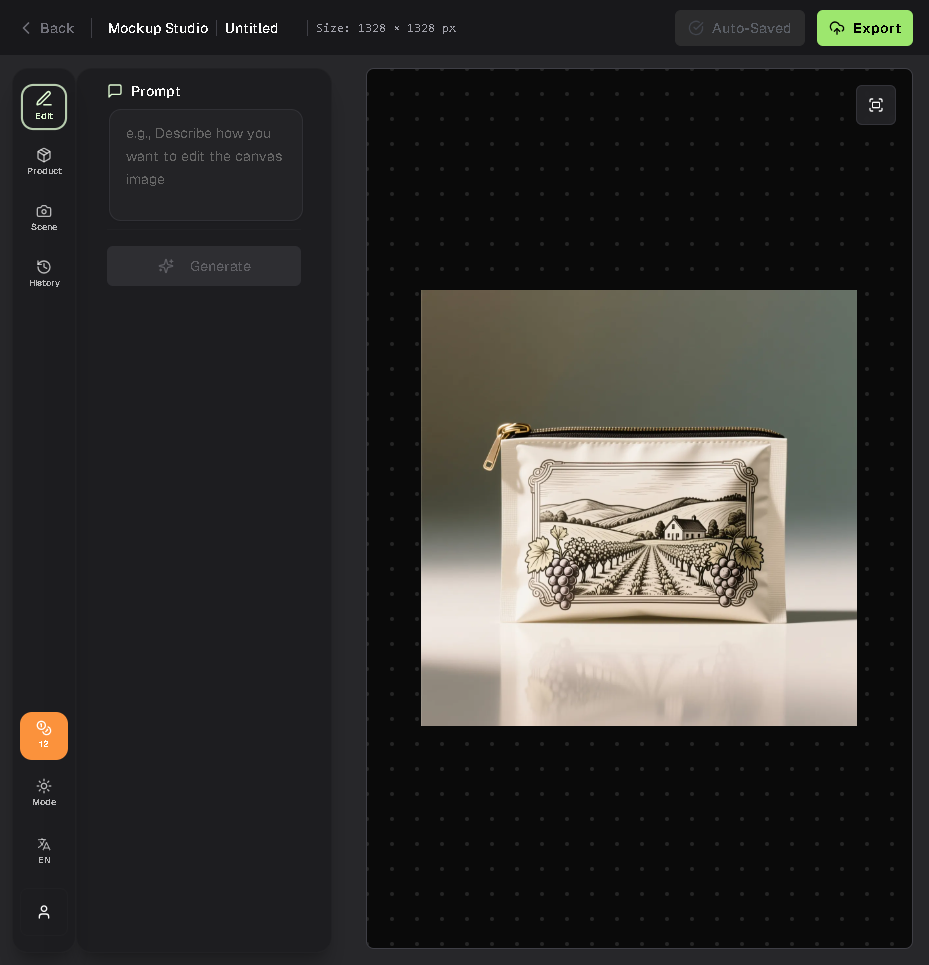 Back
Mockup Studio
Untitled
Size: 1328 × 1328 px
Auto-Saved
Export
Edit
Product
Scene
History
Prompt
e.g., Describe how you
want to edit the canvas
image
Generate
12
Mode
EN